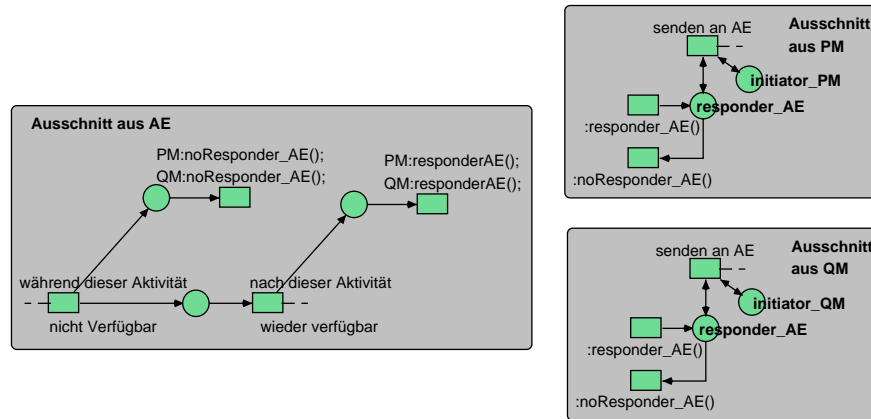 Ausschnitt aus AE
PM:noResponder_AE();
QM:noResponder_AE();
PM:responderAE();
QM:responderAE();
während dieser Aktivität
nach dieser Aktivität
nicht Verfügbar
wieder verfügbar
senden an AE
Ausschnitt
aus PM
initiator_PM
responder_AE
:responder_AE()
:noResponder_AE()
senden an AE
Ausschnitt
aus QM
initiator_QM
responder_AE
:responder_AE()
:noResponder_AE()